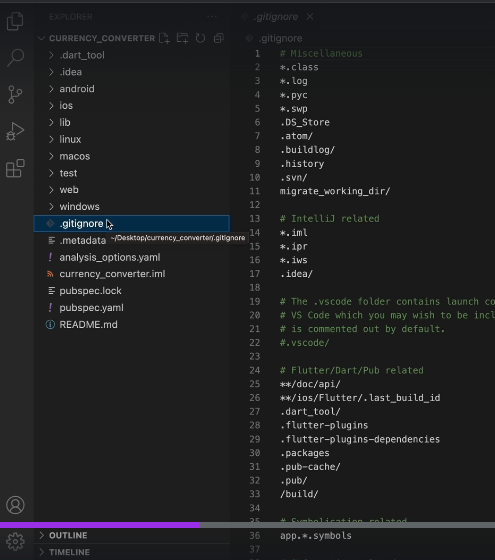 EXPLORER
CURRENCY_CONVERTER
.dart_tool
.idea
android
ios
lib
linux
macos
test
web
windows
.gitignore
.metadata
~/Desktop/currency_converter/.gitignore
analysis_options.yaml
currency_converter.iml
pubspec.lock
pubspec.yaml
README.md
OUTLINE
TIMELINE
.gitignore
.gitignore
1 # Miscellaneous
2 *.class
3 *.log
4 *.pyc
5 *.swp
6 .DS_Store
7 .atom/
8 .buildlog/
9 .history
10 .svn/
11 migrate_working_dir/
12
13 # IntelliJ related
14 *.iml
15 *.ipr
16 *.iws
17 .idea/
18
19 # The .vscode folder contains launch co
20 # VS Code which you may wish to be incl
21 # is commented out by default.
22 #.vscode/
23
24 # Flutter/Dart/Pub related
25 **/doc/api/
26 **/ios/Flutter/.last_build_id
27 .dart_tool/
28 .flutter-plugins
29 .flutter-plugins-dependencies
30 .packages
31 .pub-cache/
32 .pub/
33 /build/
34
35 # Symbolication related
36 app.*.symbols
37